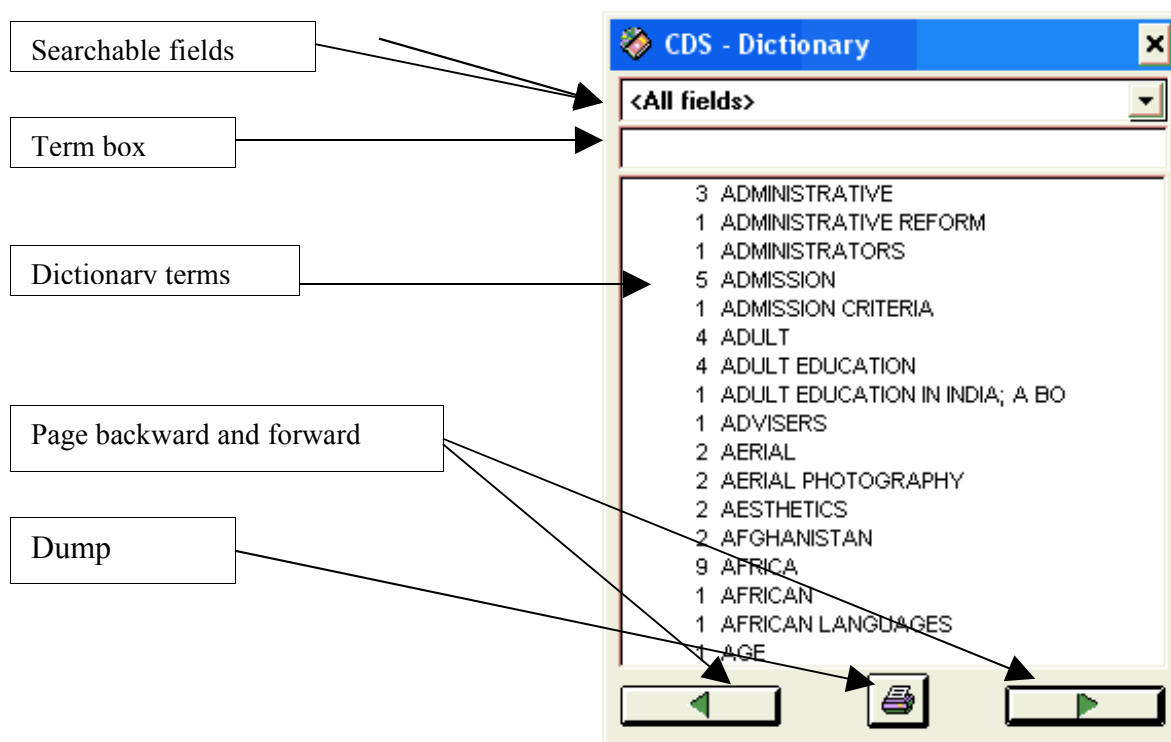 Searchable fields
Term box
Dictionary terms
Page backward and forward
Dump
CDS - Dictionary
<All fields>
3 ADMINISTRATIVE
1 ADMINISTRATIVE REFORM
1 ADMINISTRATORS
5 ADMISSION
1 ADMISSION CRITERIA
4 ADULT
4 ADULT EDUCATION
1 ADULT EDUCATION IN INDIA; A BO
1 ADVISERS
2 AERIAL
2 AERIAL PHOTOGRAPHY
2 AESTHETICS
2 AFGHANISTAN
9 AFRICA
1 AFRICAN
1 AFRICAN LANGUAGES
1 AGE